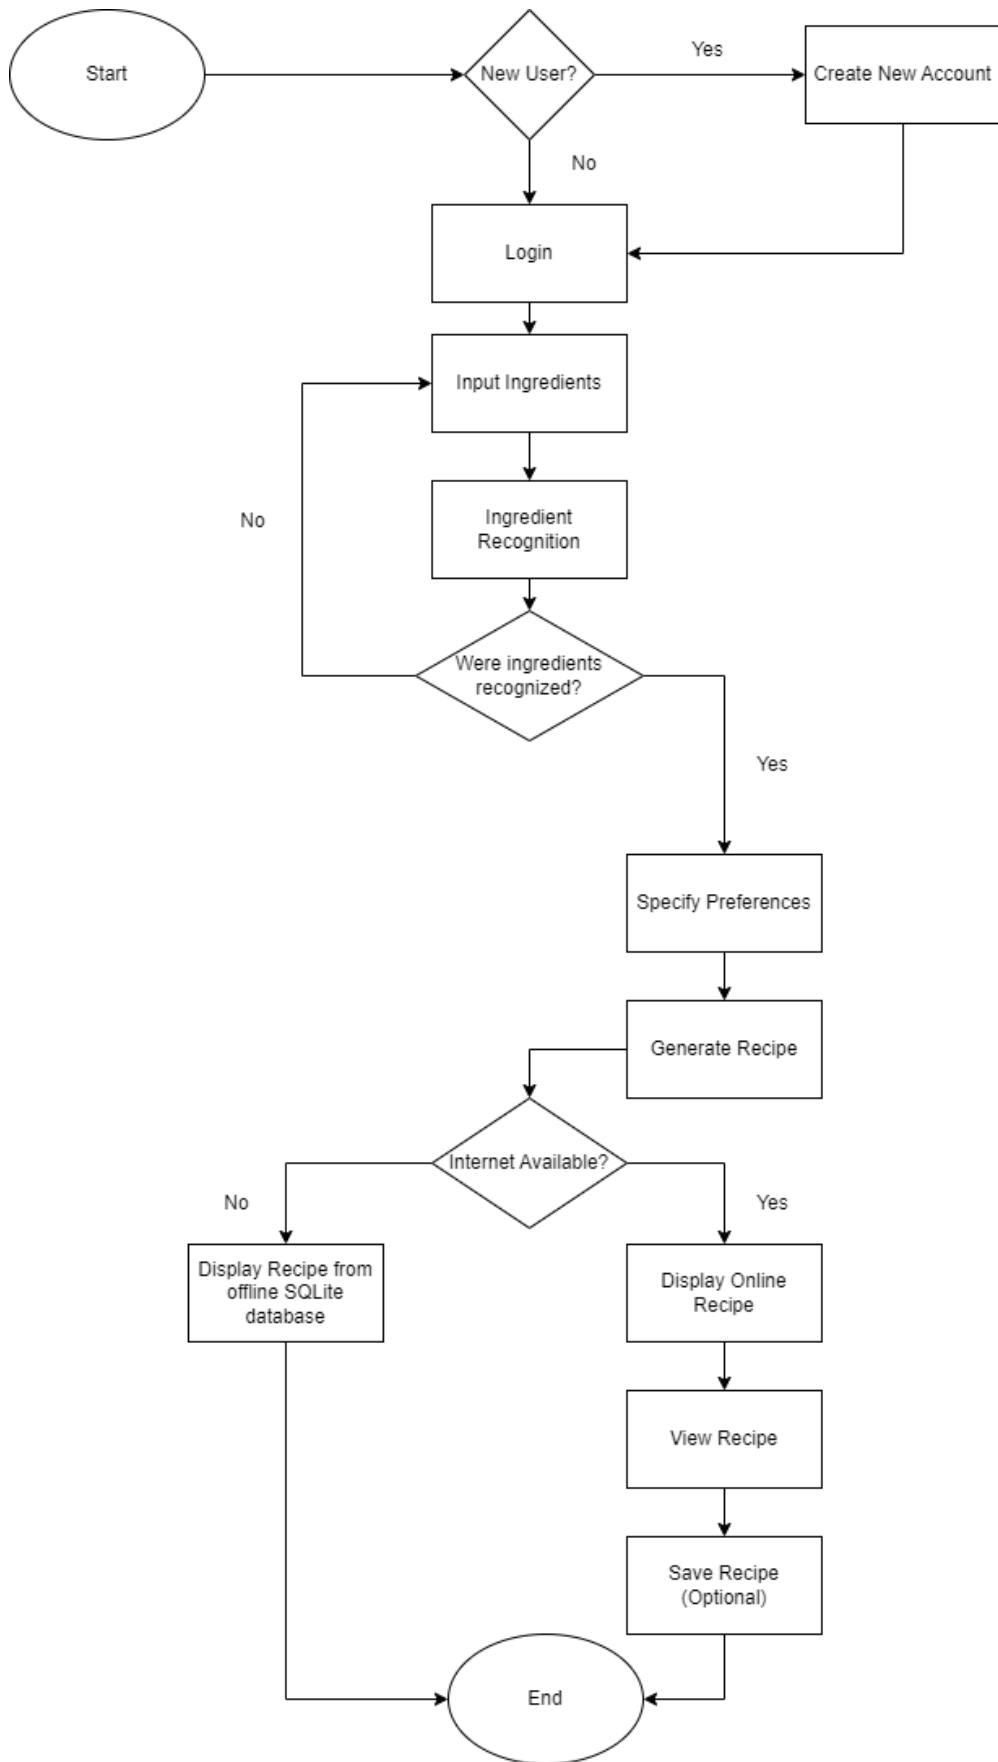 Start
New User?
Yes
Create New Account
No
Login
Input Ingredients
No
Ingredient
Recognition
Were ingredients
recognized?
Yes
Specify Preferences
Generate Recipe
Internet Available?
No
Yes
Display Recipe from
offline SQLite
database
Display Online
Recipe
View Recipe
Save Recipe
(Optional)
End